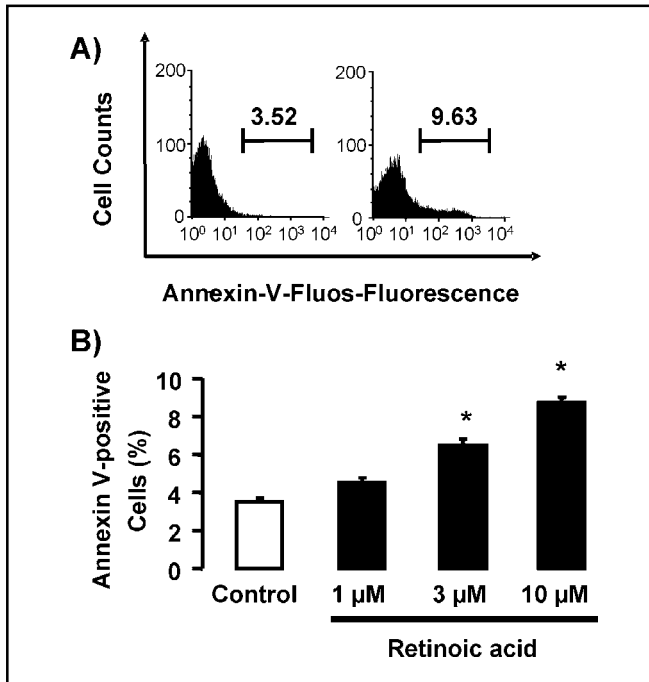 A)
Cell Counts
200
100
0
3.52
10⁰ 10¹ 10² 10³ 10⁴
200
100
0
9.63
10⁰ 10¹ 10² 10³ 10⁴
Annexin-V-Fluos-Fluorescence
B)
Annexin V-positive
Cells (%)
10
8
6
4
2
0
*
*
Control 1 µM 3 µM 10 µM
Retinoic acid